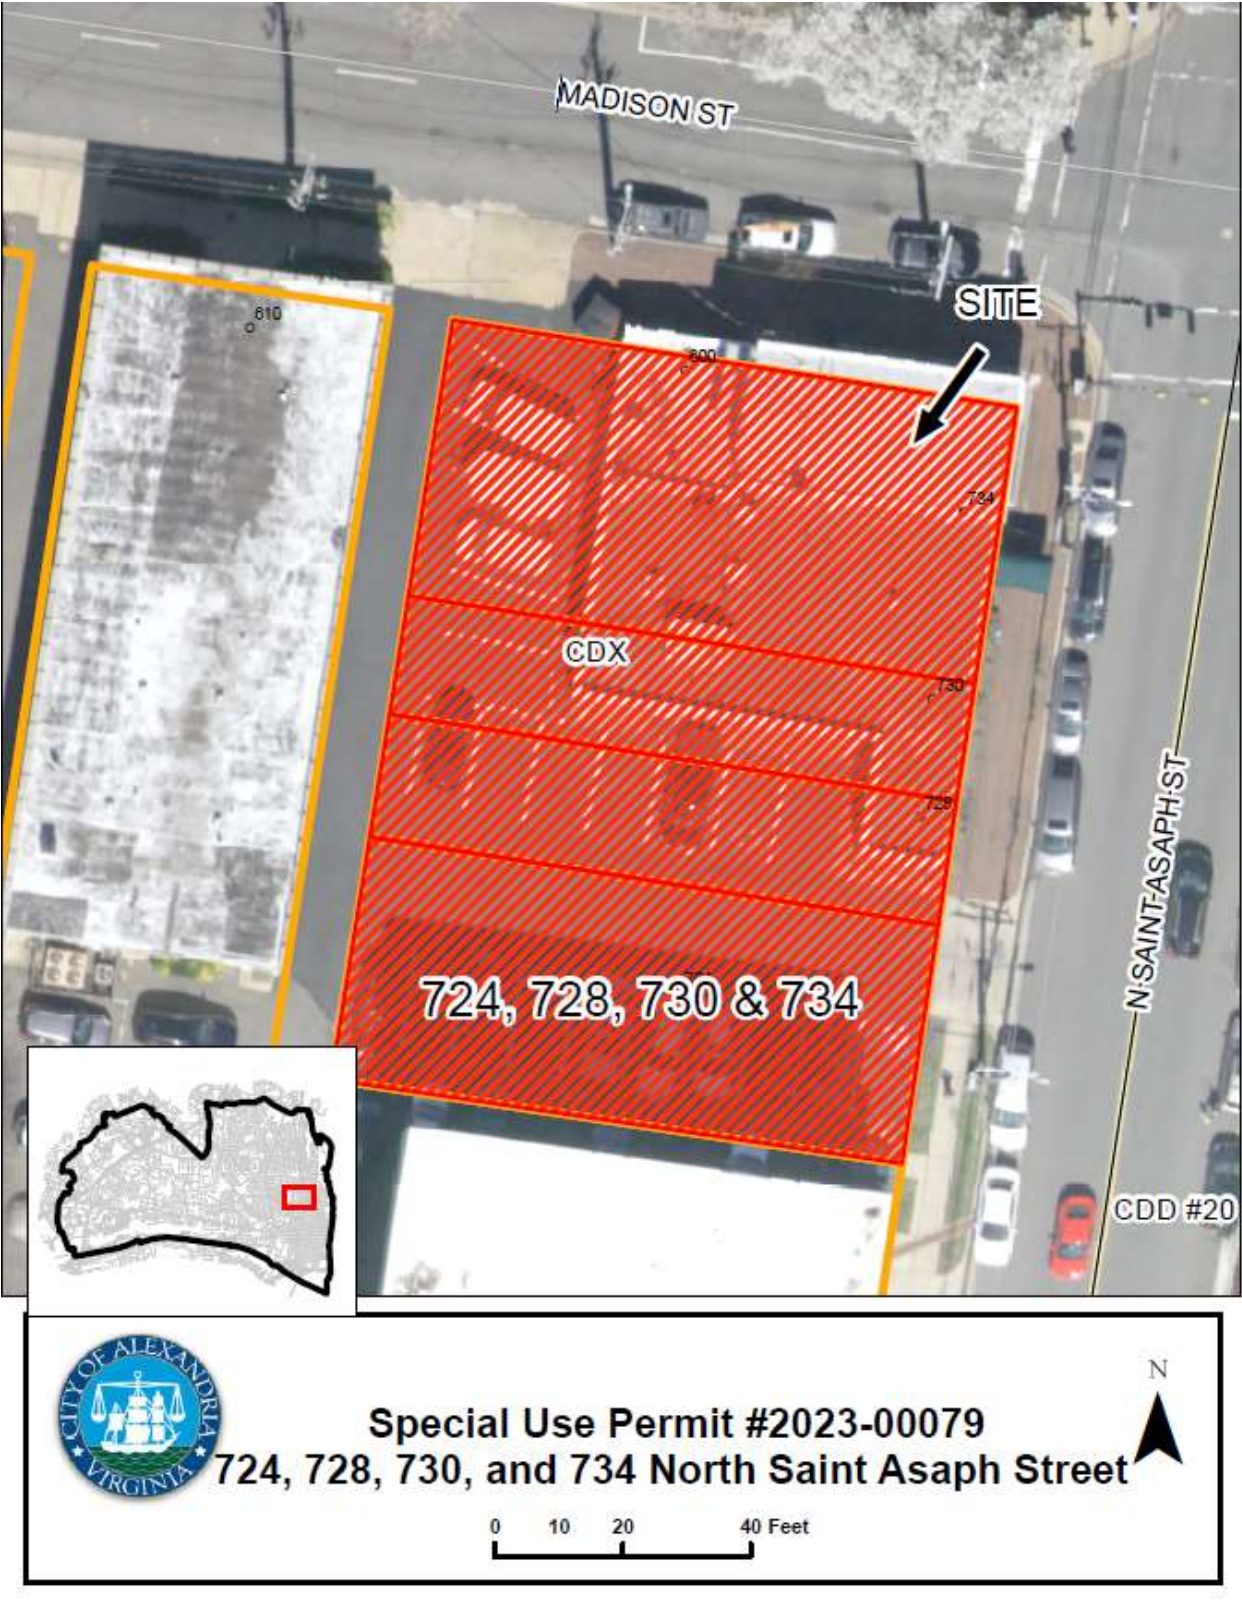 MADISON ST
SITE
610
600
734
CDX
730
728
N SAINT ASAPH ST
724, 728, 730 & 734
CDD #20
CITY OF ALEXANDRIA
VIRGINIA
N
Special Use Permit #2023-00079
724, 728, 730, and 734 North Saint Asaph Street
0 10 20 40 Feet